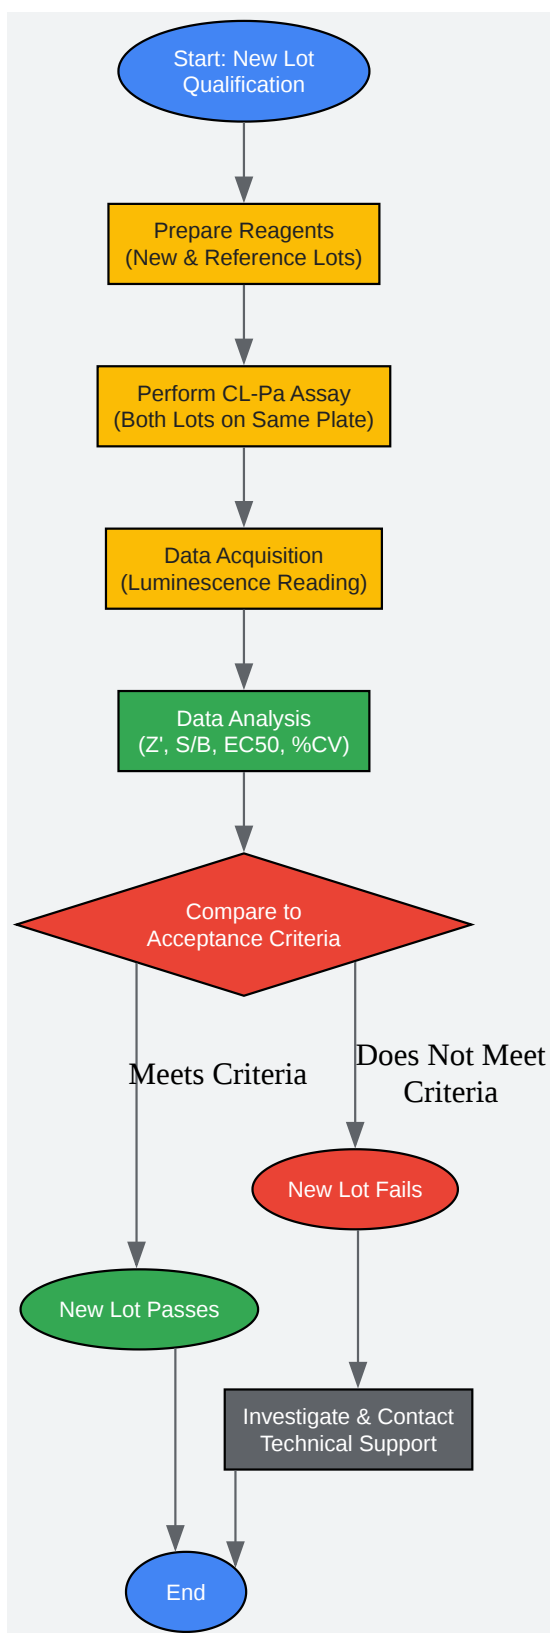 Start: New Lot
Qualification
Prepare Reagents
(New & Reference Lots)
Perform CL-Pa Assay
(Both Lots on Same Plate)
Data Acquisition
(Luminescence Reading)
Data Analysis
(Z', S/B, EC50, %CV)
Compare to
Acceptance Criteria
Meets Criteria
Does Not Meet
Criteria
New Lot Fails
New Lot Passes
Investigate & Contact
Technical Support
End